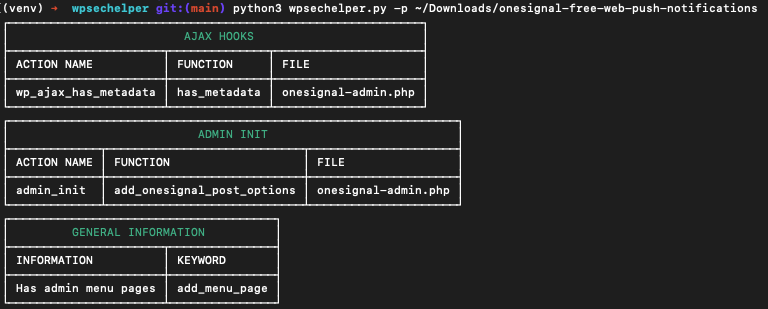 (venv) → wpsechelper git:(main) python3 wpsechelper.py -p ~/Downloads/onesignal-free-web-push-notifications
AJAX HOOKS
ACTION NAME FUNCTION FILE
wp_ajax_has_metadata has_metadata onesignal-admin.php
ADMIN INIT
ACTION NAME FUNCTION FILE
admin_init add_onesignal_post_options onesignal-admin.php
GENERAL INFORMATION
INFORMATION KEYWORD
Has admin menu pages add_menu_page